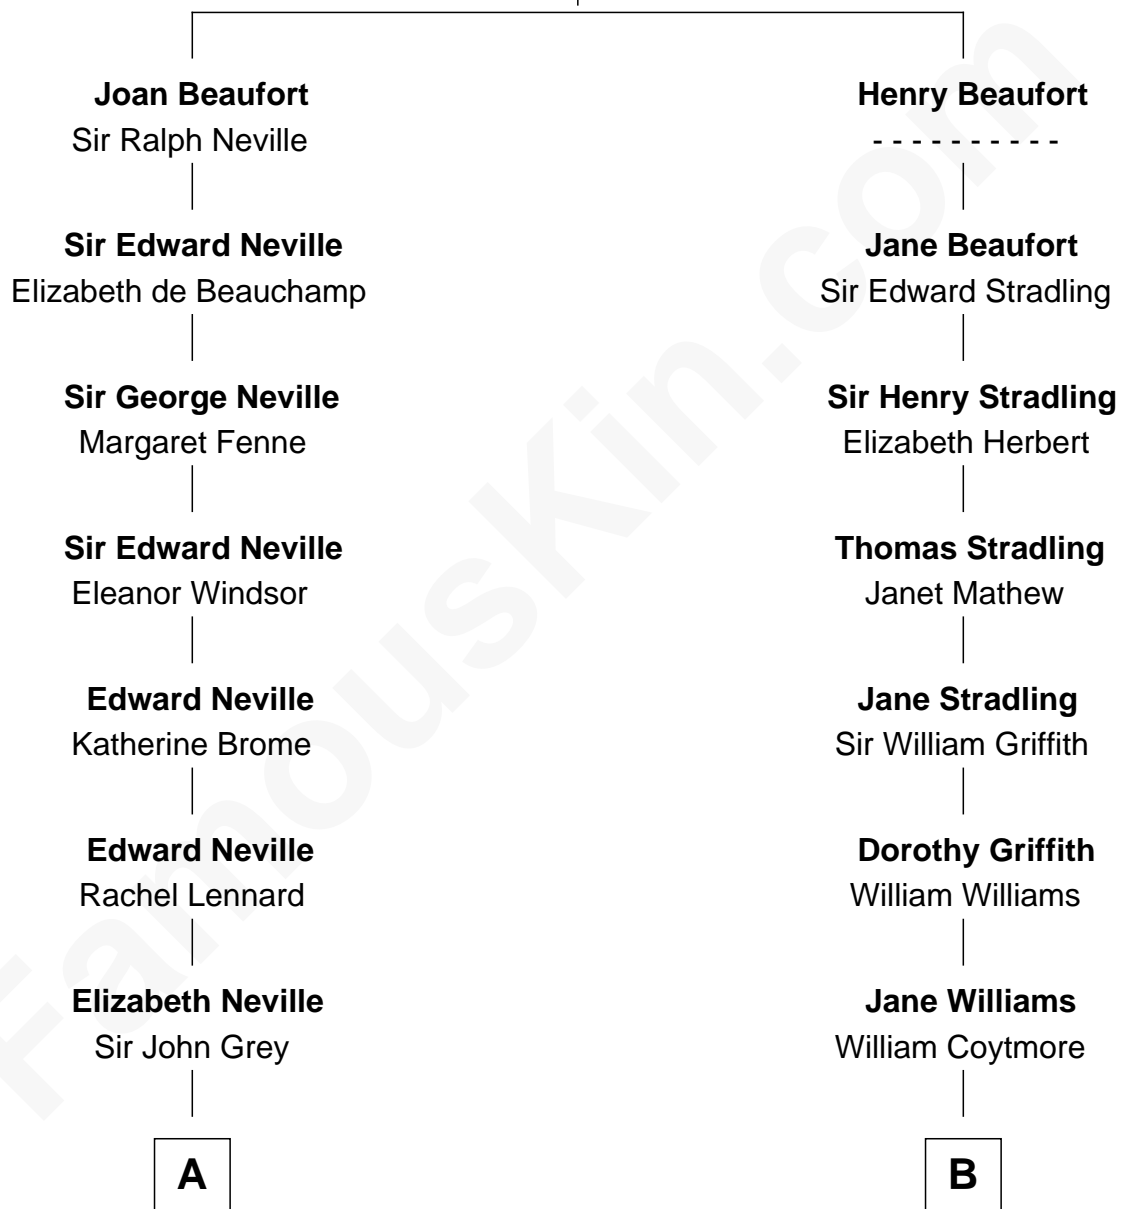 Joan Beaufort
Sir Ralph Neville
Sir Edward Neville
Elizabeth de Beauchamp
Sir George Neville
Margaret Fenne
Sir Edward Neville
Eleanor Windsor
Edward Neville
Katherine Brome
Edward Neville
Rachel Lennard
Elizabeth Neville
Sir John Grey
A
Henry Beaufort
- - - - - - - - - -
Jane Beaufort
Sir Edward Stradling
Sir Henry Stradling
Elizabeth Herbert
Thomas Stradling
Janet Mathew
Jane Stradling
Sir William Griffith
Dorothy Griffith
William Williams
Jane Williams
William Coytmore
B
FamousKin.com